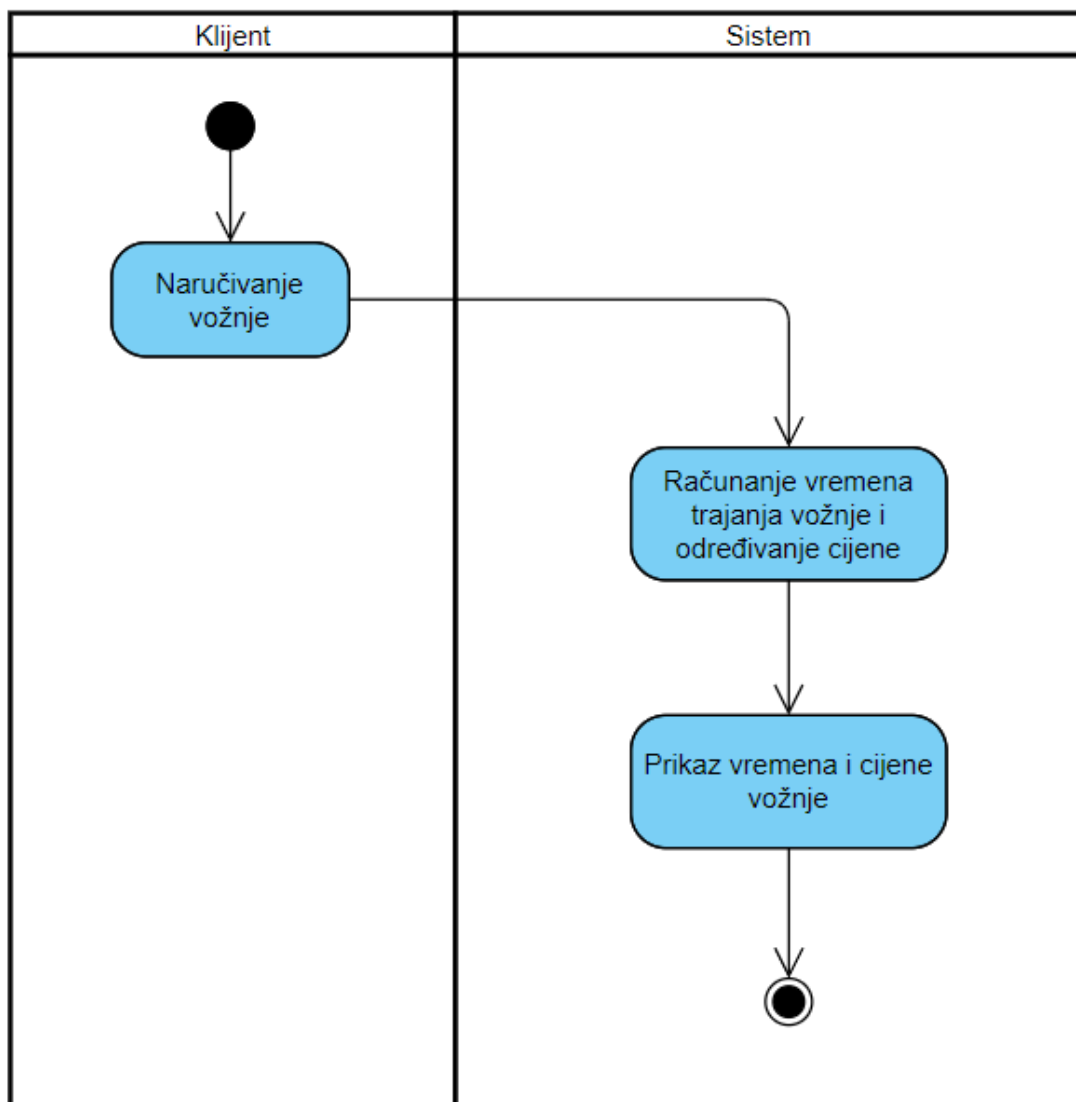 Klijent
Sistem
Naručivanje
vožnje
Računanje vremena
trajanja vožnje i
određivanje cijene
Prikaz vremena i cijene
vožnje